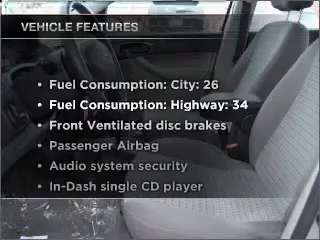 VEHICLE FEATURES
• Fuel Consumption: City: 26
• Fuel Consumption: Highway: 34
• Front Ventilated disc brakes
• Passenger Airbag
• Audio system security
• In-Dash single CD player